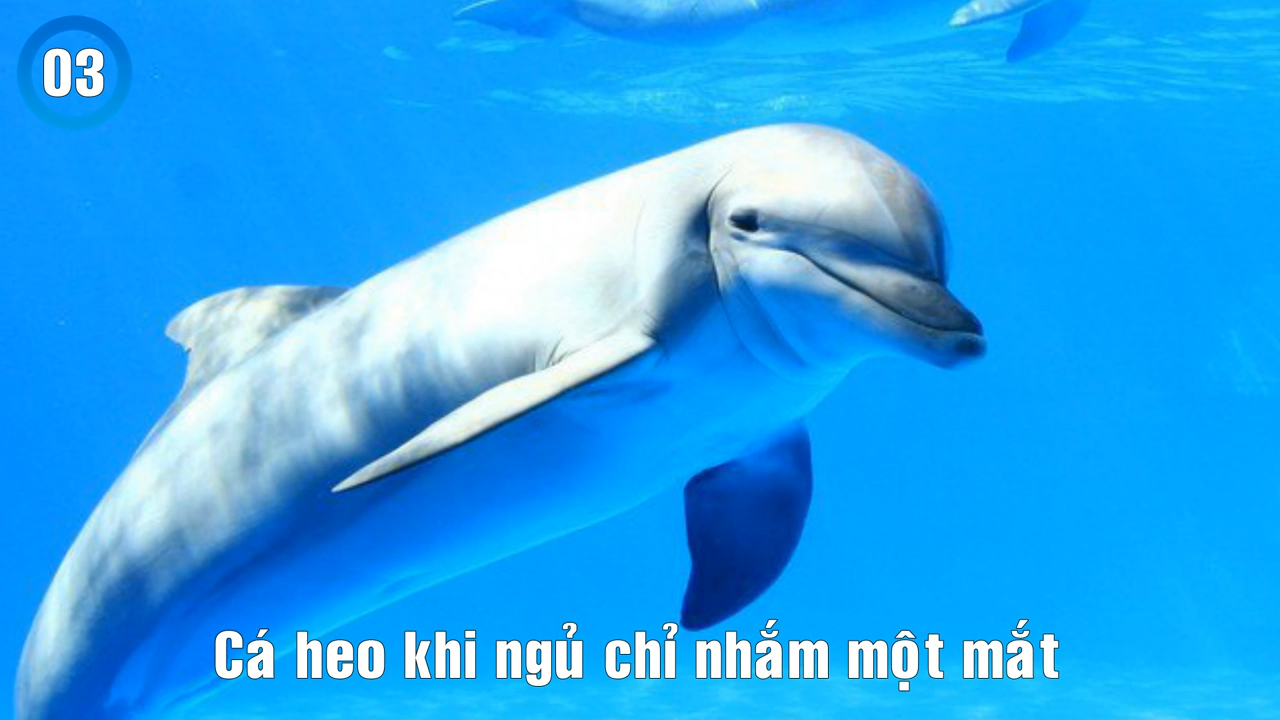 03
Cá heo khi ngủ chỉ nhắm một mắt